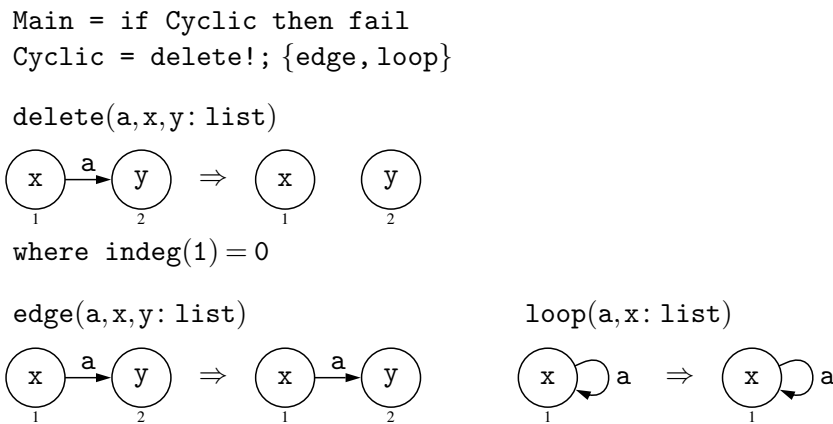 Main = if Cyclic then fail
Cyclic = delete!; {edge, loop}
delete(a,x,y: list)
x a y ⇒ x y
1 2 1 2
where indeg(1) = 0
edge(a,x,y: list) loop(a,x: list)
x a y ⇒ x a y x a ⇒ x a
1 2 1 2 1 1